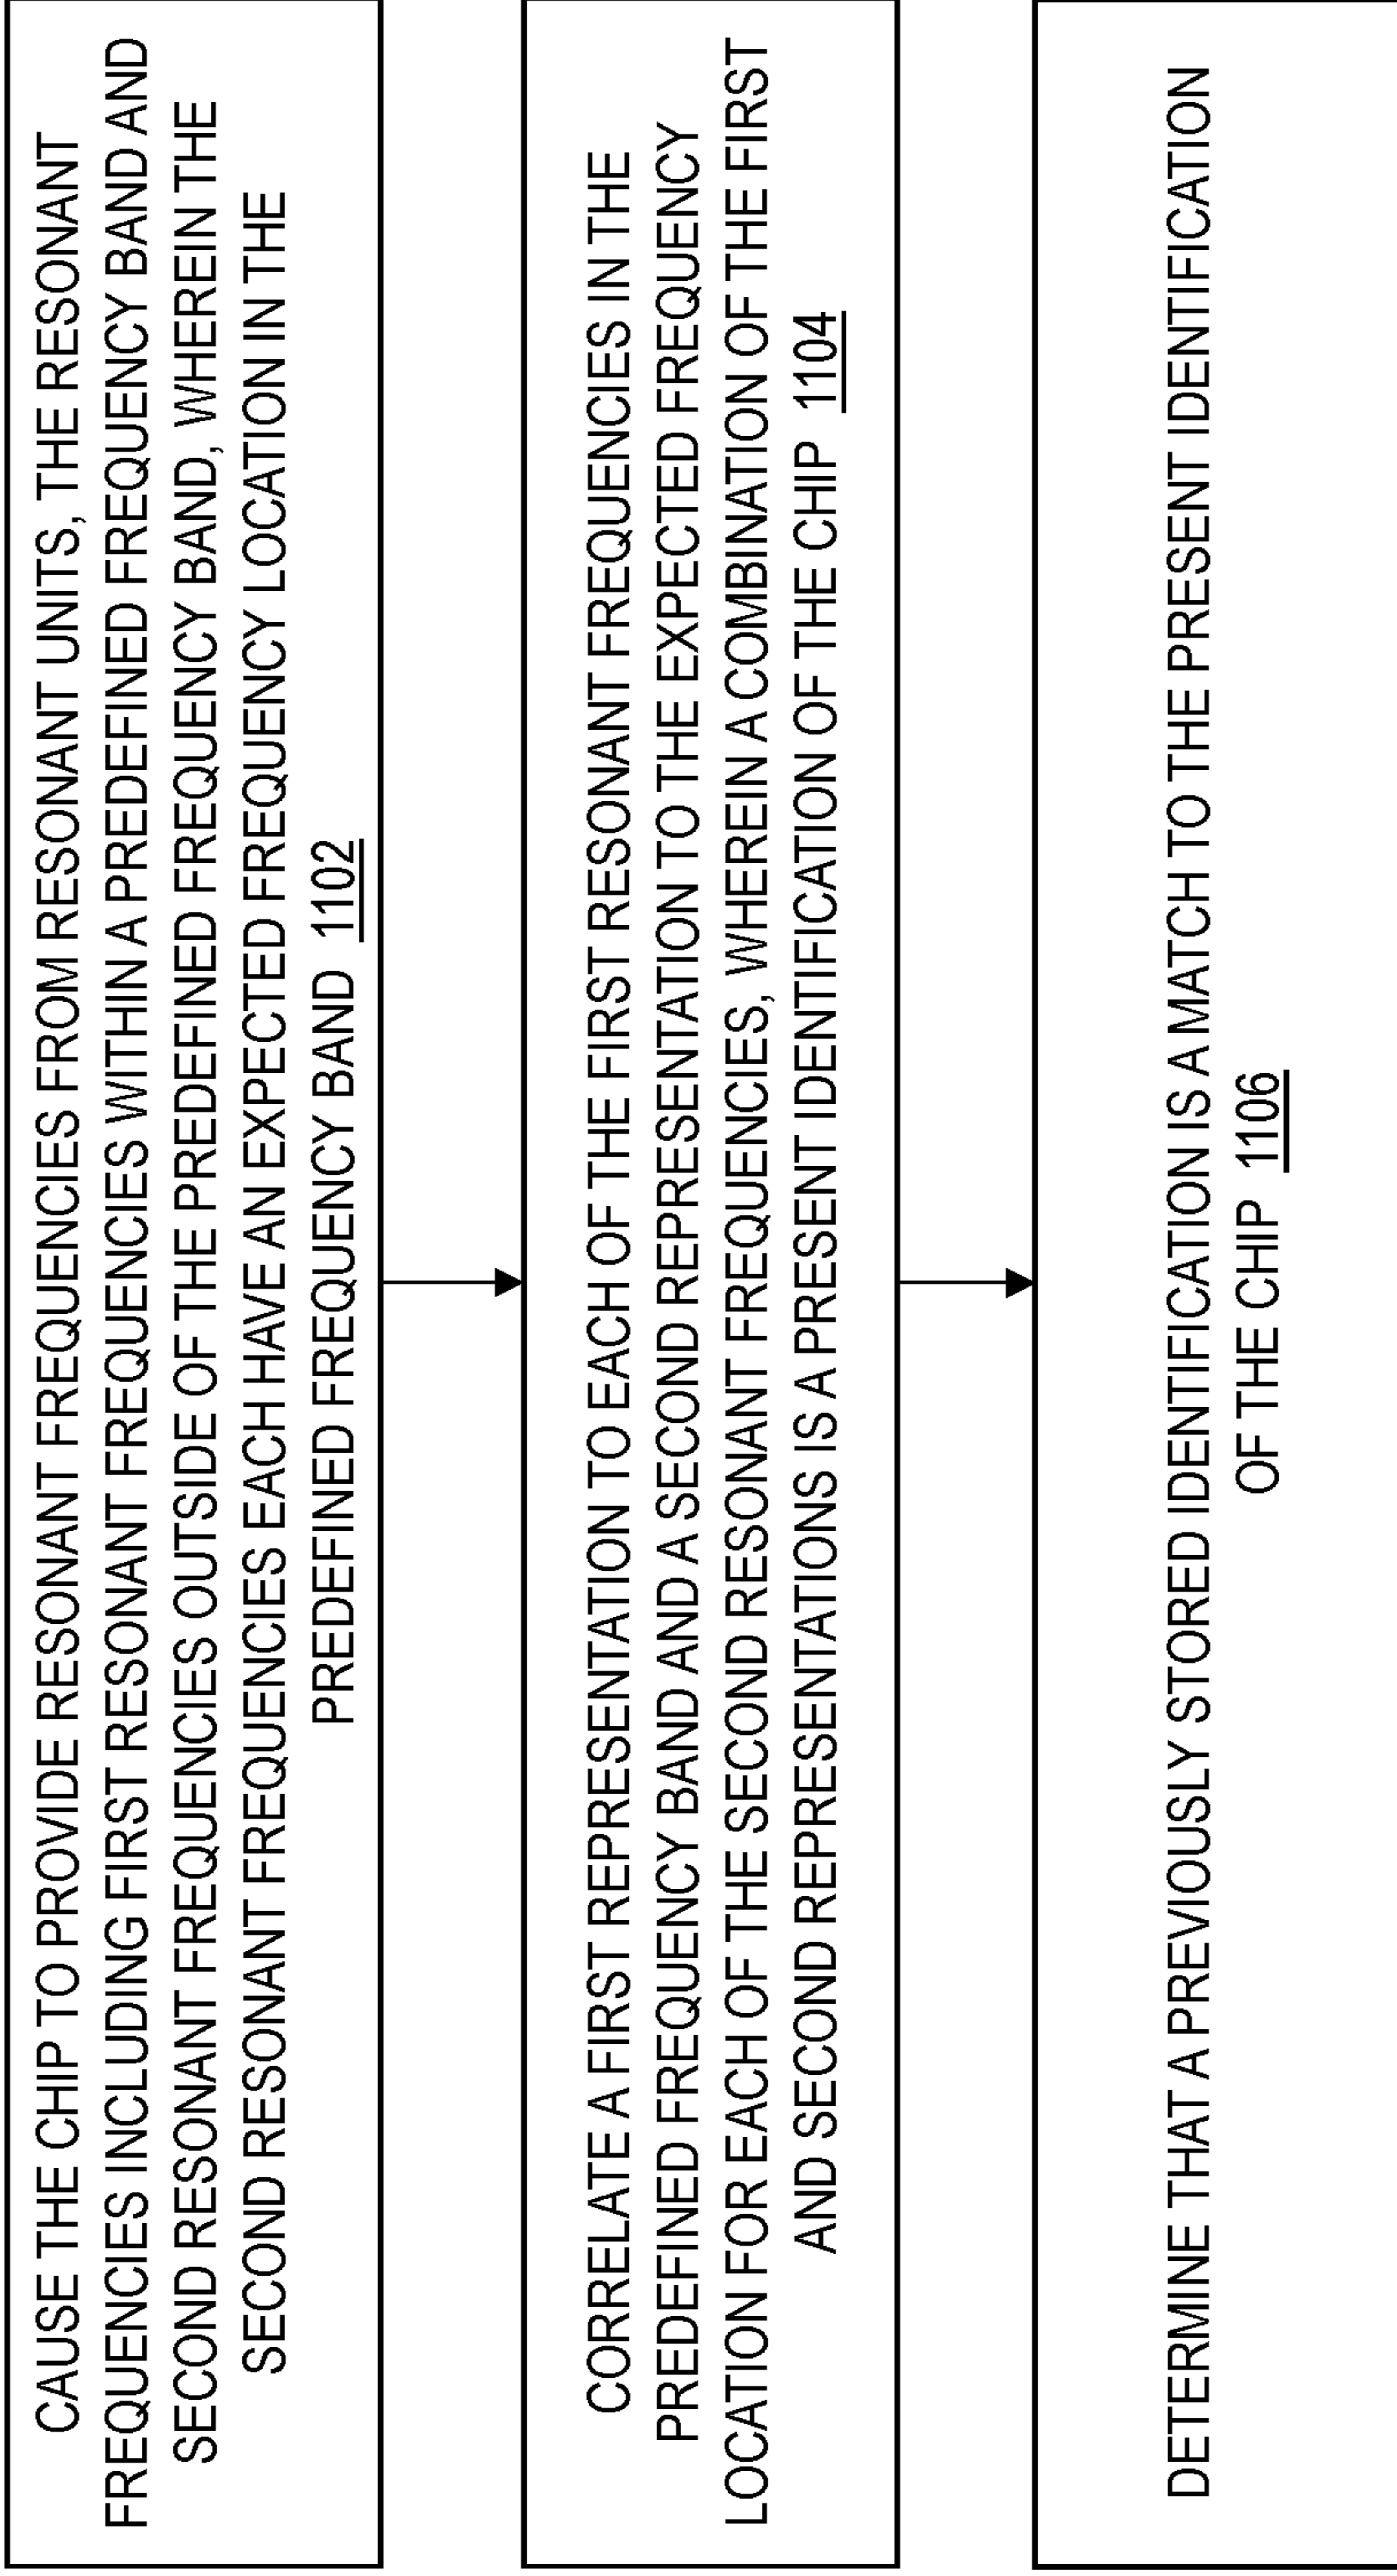 CAUSE THE CHIP TO PROVIDE RESONANT FREQUENCIES FROM RESONANT UNITS, THE RESONANT
FREQUENCIES INCLUDING FIRST RESONANT FREQUENCIES WITHIN A PREDEFINED FREQUENCY BAND AND
SECOND RESONANT FREQUENCIES OUTSIDE OF THE PREDEFINED FREQUENCY BAND, WHEREIN THE
SECOND RESONANT FREQUENCIES EACH HAVE AN EXPECTED FREQUENCY LOCATION IN THE
PREDEFINED FREQUENCY BAND 1102
CORRELATE A FIRST REPRESENTATION TO EACH OF THE FIRST RESONANT FREQUENCIES IN THE
PREDEFINED FREQUENCY BAND AND A SECOND REPRESENTATION TO THE EXPECTED FREQUENCY
LOCATION FOR EACH OF THE SECOND RESONANT FREQUENCIES, WHEREIN A COMBINATION OF THE FIRST
AND SECOND REPRESENTATIONS IS A PRESENT IDENTIFICATION OF THE CHIP 1104
DETERMINE THAT A PREVIOUSLY STORED IDENTIFICATION IS A MATCH TO THE PRESENT IDENTIFICATION
OF THE CHIP 1106